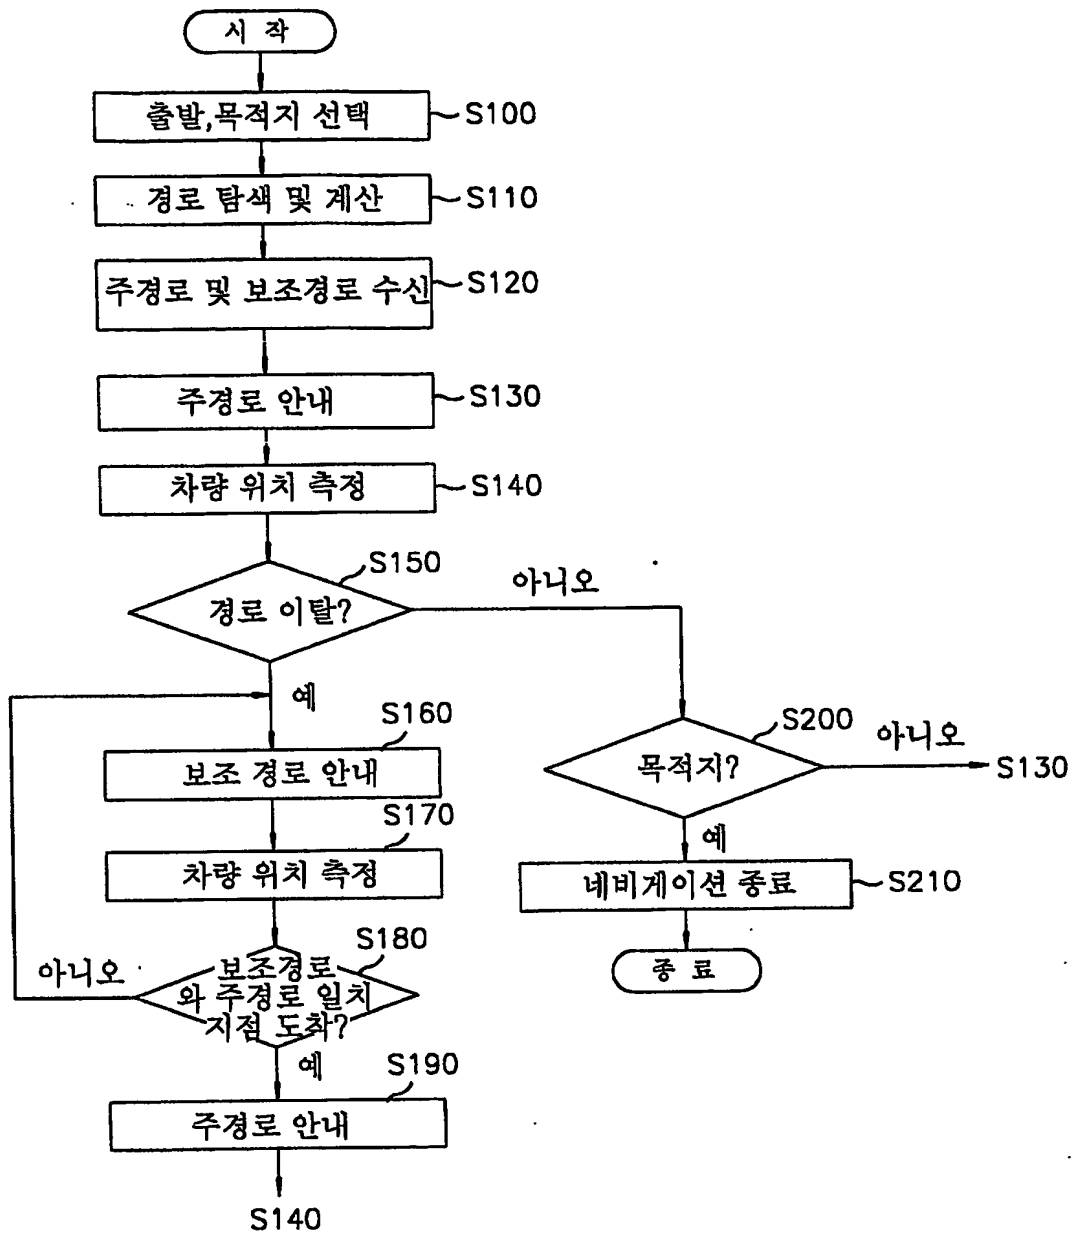 시 작
출발,목적지 선택
S100
경로 탐색 및 계산
S110
주경로 및 보조경로 수신
S120
주경로 안내
S130
차량 위치 측정
S140
경로 이탈?
S150
아니오
예
S160
보조 경로 안내
S170
차량 위치 측정
S180
보조경로
와 주경로 일치
지점 도착?
아니오
예
S190
주경로 안내
S140
S200
목적지?
아니오
S130
예
네비게이션 종료
S210
종 료